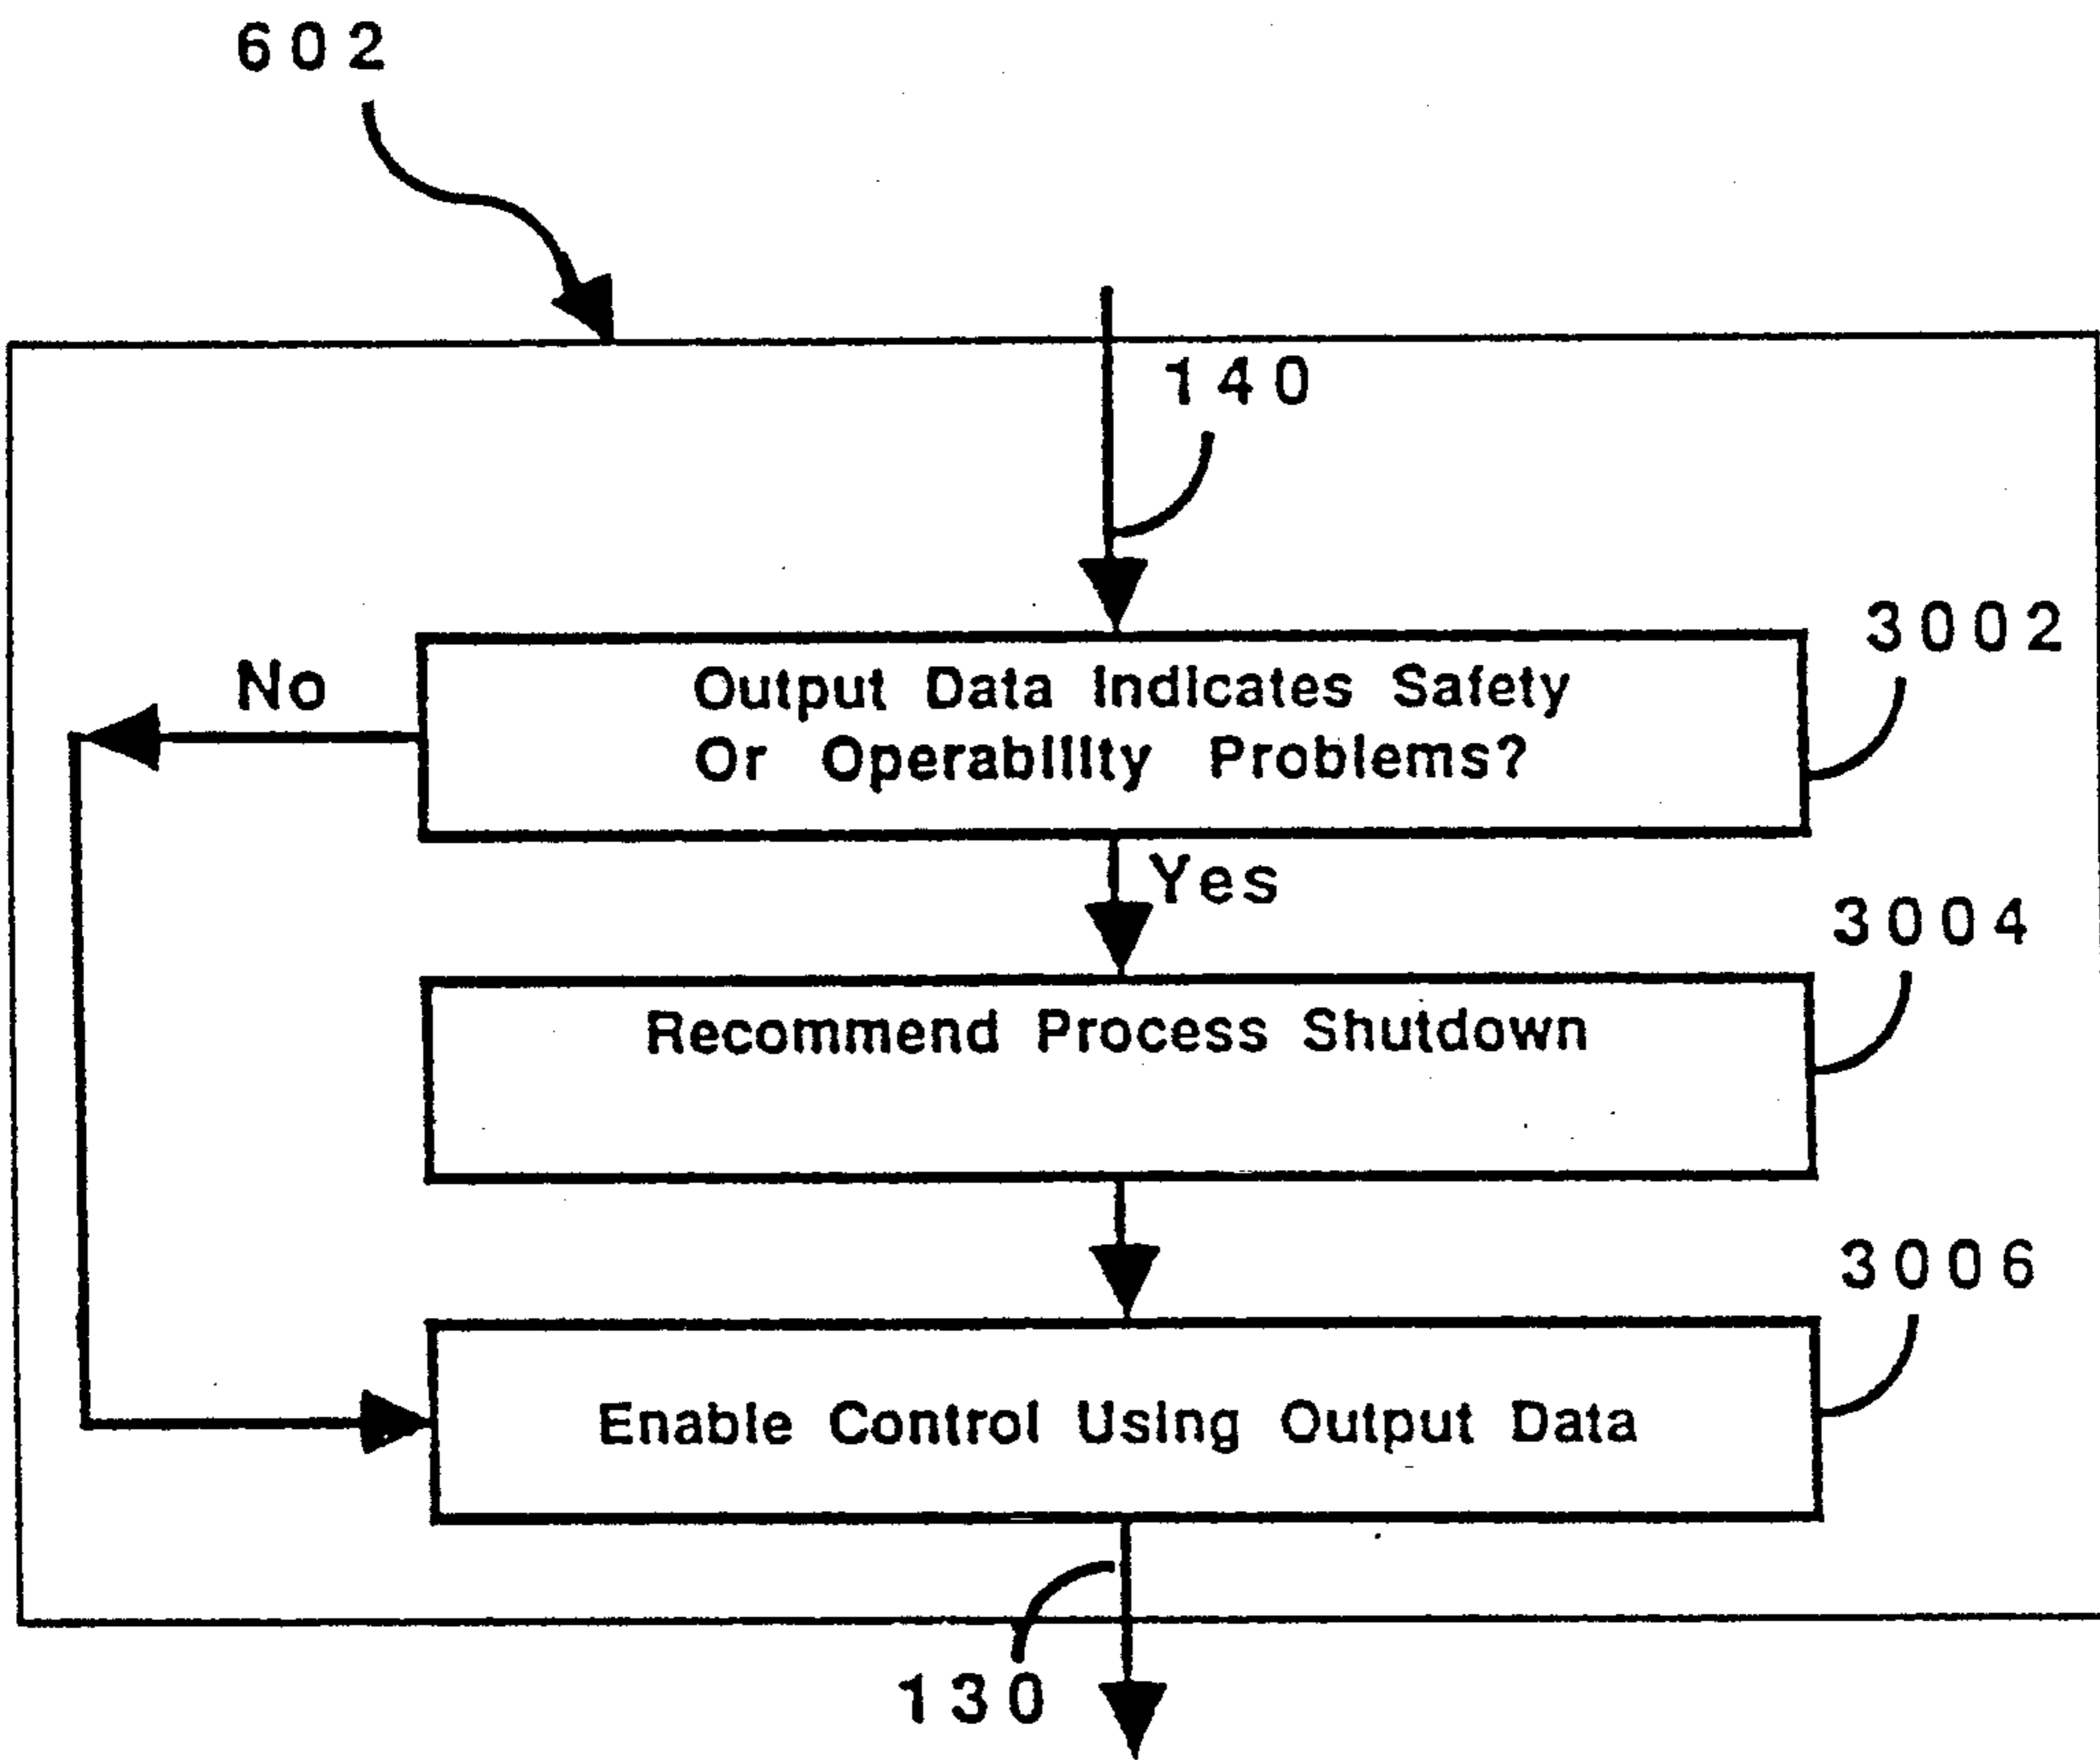 602
140
3002
No
Output Data Indicates Safety
Or Operability Problems?
Yes
3004
Recommend Process Shutdown
3006
Enable Control Using Output Data
130